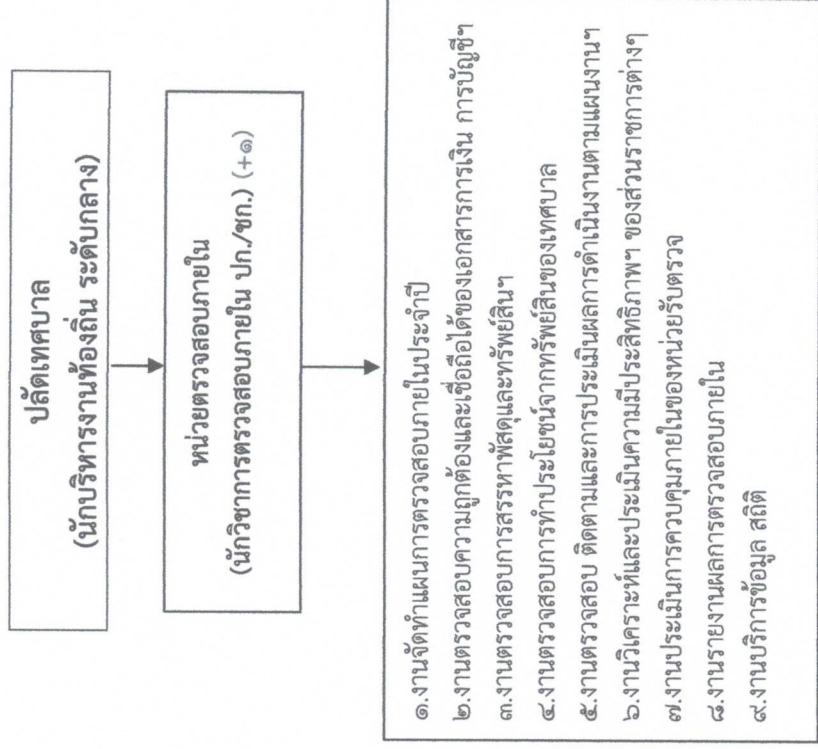 ปลัดเทศบาล
(นักบริหารงานท้องถิ่น ระดับกลาง)
หน่วยตรวจสอบภายใน
(นักวิชาการตรวจสอบภายใน ปก./ชก.) (+๑)
๑.งานจัดทำแผนการตรวจสอบภายในประจำปี
๒.งานตรวจสอบความถูกต้องและเชื่อถือได้ของเอกสารการเงิน การบัญชีฯ
๓.งานตรวจสอบการสรรหาพัสดุและทรัพย์สินฯ
๔.งานตรวจสอบการทำประโยชน์จากทรัพย์สินของเทศบาล
๕.งานตรวจสอบ ติดตามและการประเมินผลการดำเนินงานตามแผนงานฯ
๖.งานวิเคราะห์และประเมินความมีประสิทธิภาพฯ ของส่วนราชการต่างๆ
๗.งานประเมินการควบคุมภายในของหน่วยรับตรวจ
๘.งานรายงานผลการตรวจสอบภายใน
๙.งานบริการข้อมูล สถิติ